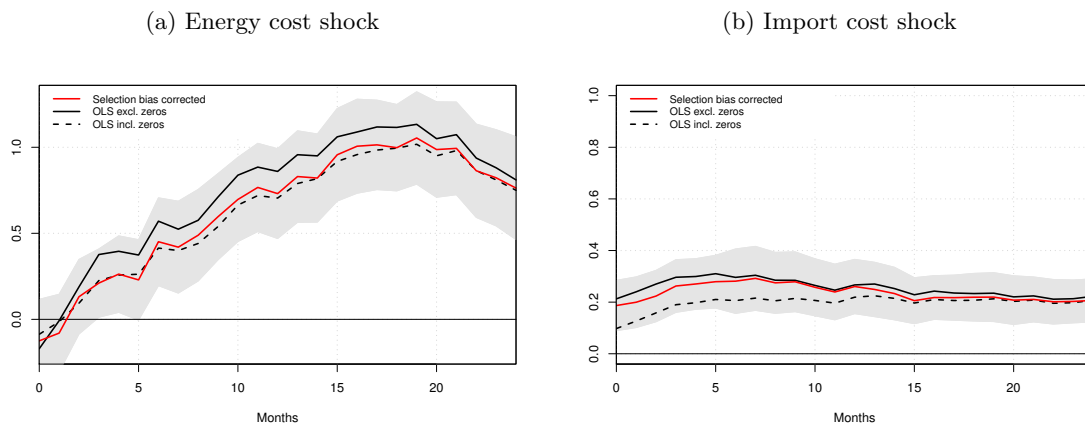 (a) Energy cost shock
Selection bias corrected
OLS excl. zeros
OLS incl. zeros
1.0
0.5
0.0
0 5 10 15 20
Months
(b) Import cost shock
Selection bias corrected
OLS excl. zeros
OLS incl. zeros
1.0
0.8
0.6
0.4
0.2
0.0
0 5 10 15 20
Months